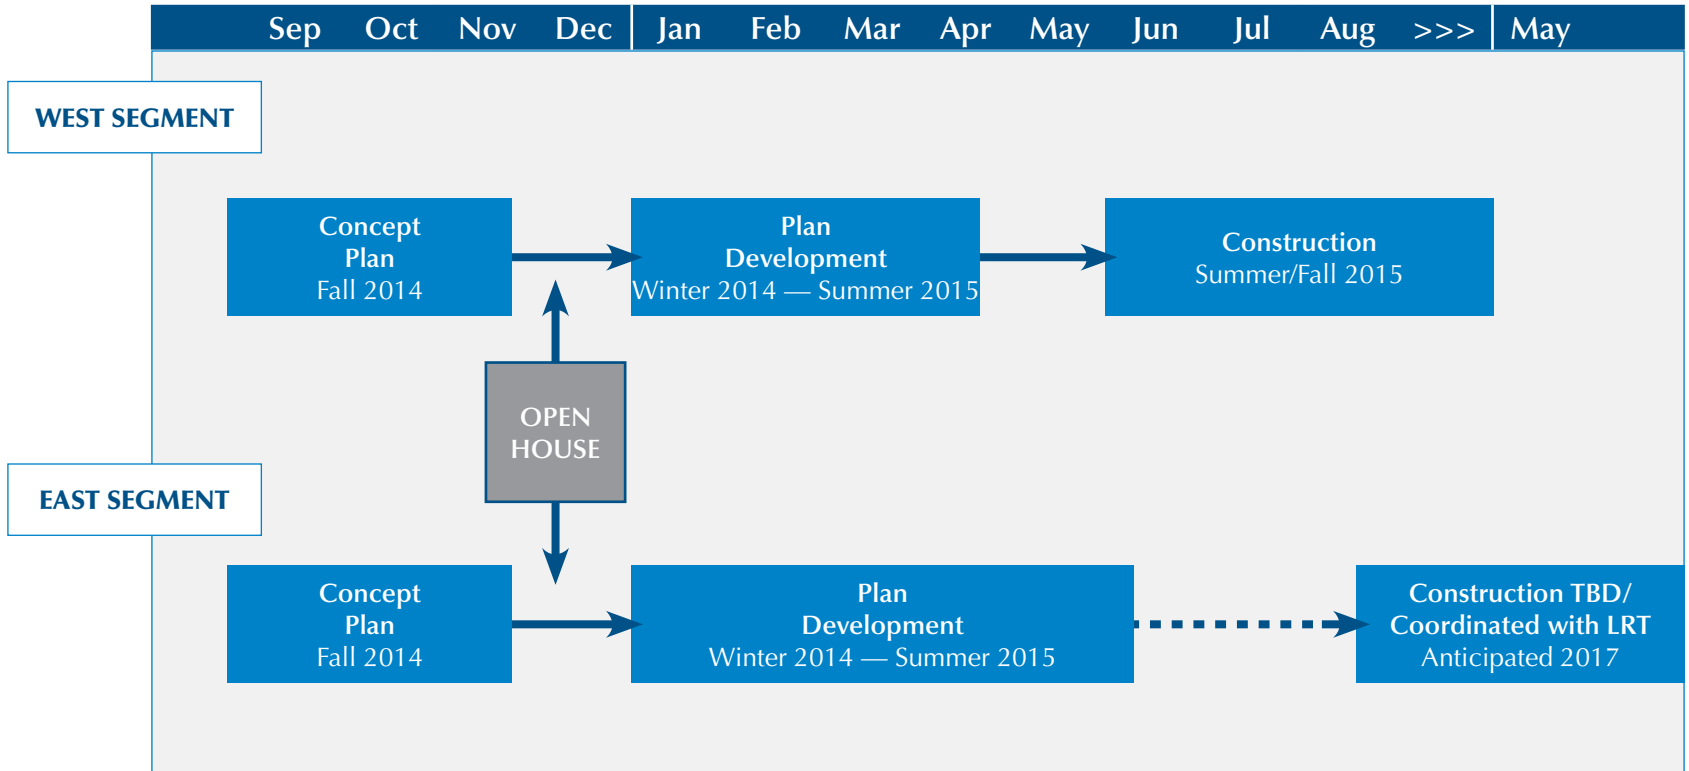 Sep Oct Nov Dec Jan Feb Mar Apr May Jun Jul Aug >>> May
WEST SEGMENT
Concept
Plan
Fall 2014
Plan
Development
Winter 2014 — Summer 2015
Construction
Summer/Fall 2015
OPEN
HOUSE
EAST SEGMENT
Concept
Plan
Fall 2014
Plan
Development
Winter 2014 — Summer 2015
Construction TBD/
Coordinated with LRT
Anticipated 2017